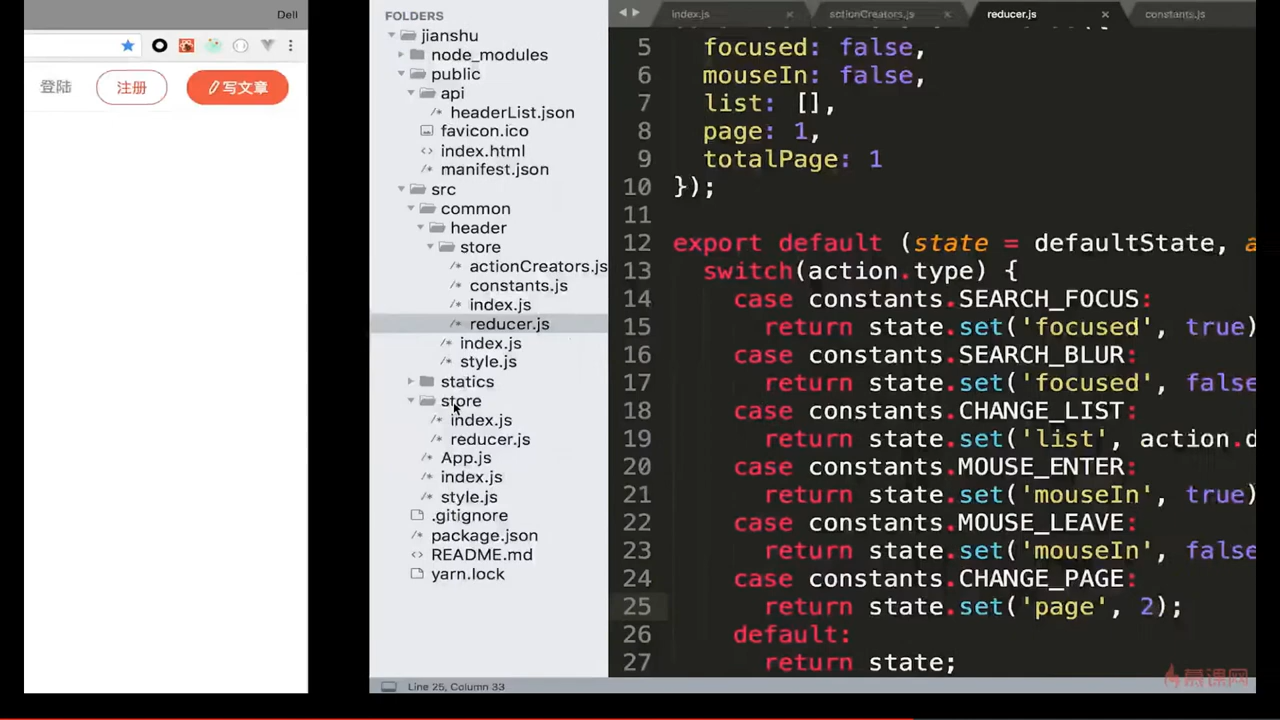 Dell
登陆
注册
写文章
FOLDERS
jianshu
node_modules
public
api
headerList.json
favicon.ico
index.html
manifest.json
src
common
header
store
actionCreators.js
constants.js
index.js
reducer.js
index.js
style.js
statics
store
index.js
reducer.js
App.js
index.js
style.js
.gitignore
package.json
README.md
yarn.lock
index.js
actionCreators.js
reducer.js
constants.js
5 focused: false,
6 mouseIn: false,
7 list: [],
8 page: 1,
9 totalPage: 1
10 });
11
12 export default (state = defaultState, a
13 switch(action.type) {
14 case constants.SEARCH_FOCUS:
15 return state.set('focused', true)
16 case constants.SEARCH_BLUR:
17 return state.set('focused', false
18 case constants.CHANGE_LIST:
19 return state.set('list', action.d
20 case constants.MOUSE_ENTER:
21 return state.set('mouseIn', true)
22 case constants.MOUSE_LEAVE:
23 return state.set('mouseIn', false
24 case constants.CHANGE_PAGE:
25 return state.set('page', 2);
26 default:
27 return state;
Line 25, Column 33
慕课网